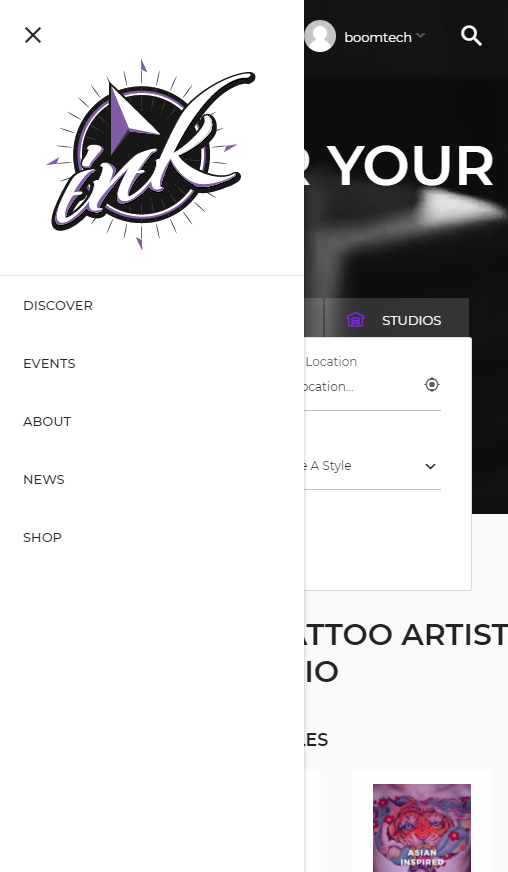 boomtech
ink
R YOUR
DISCOVER
STUDIOS
EVENTS
Location
ocation...
ABOUT
e A Style
NEWS
SHOP
ATTOO ARTIST
IO
LES
ASIAN
INSPIRED